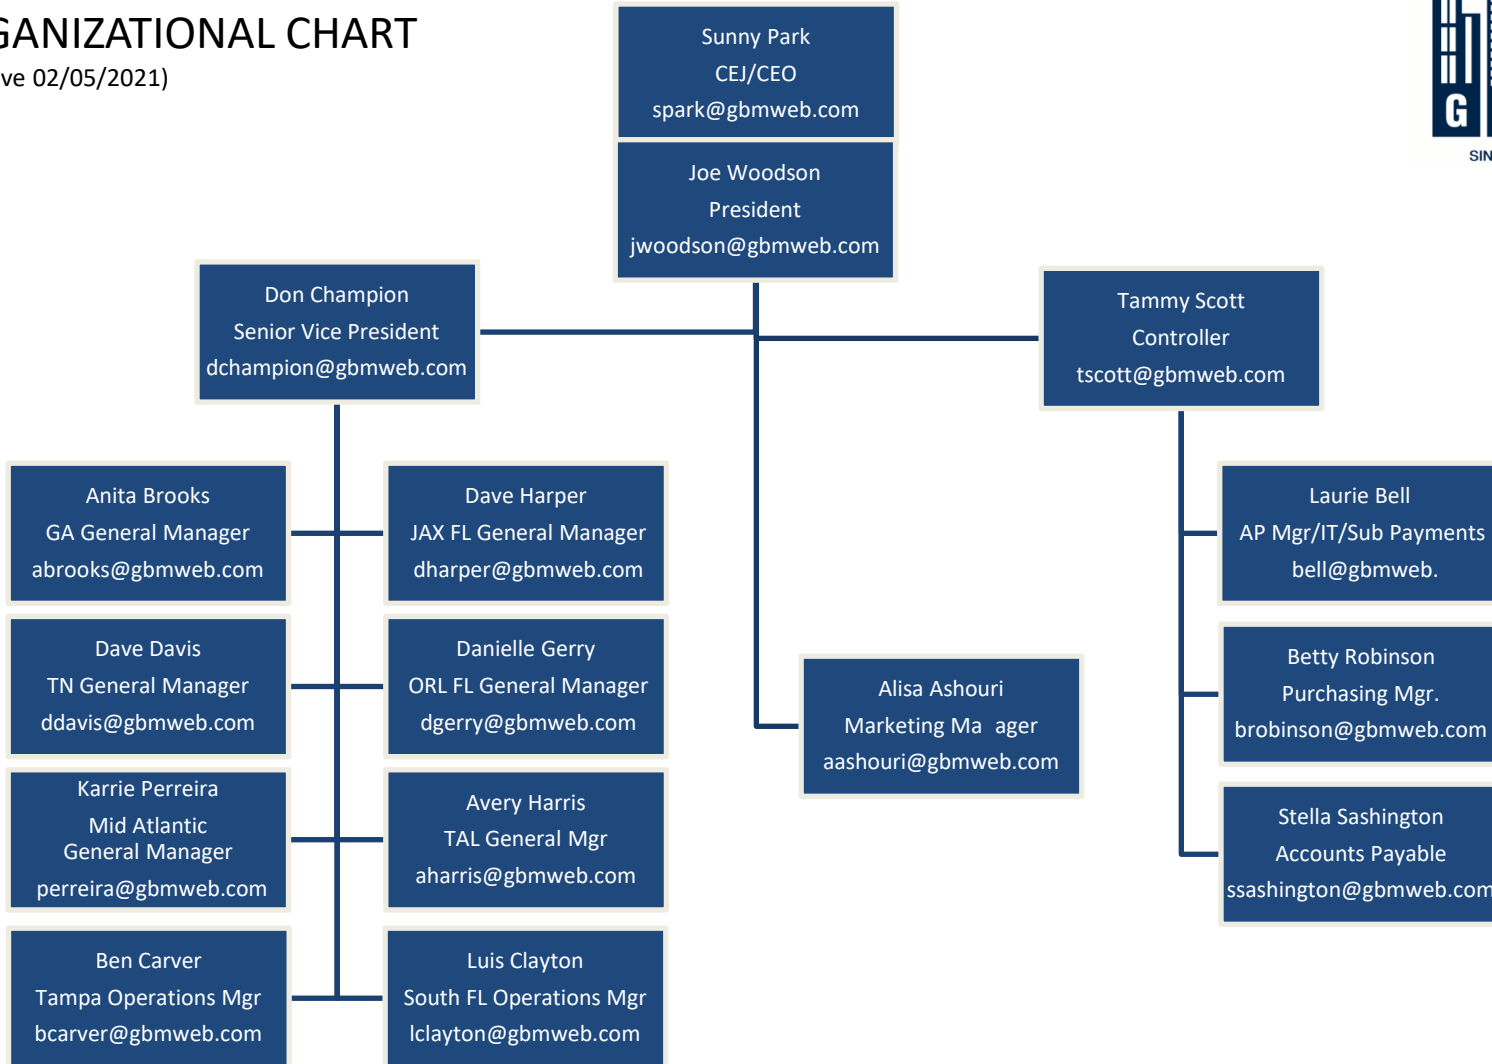 GANIZATIONAL CHART
ve 02/05/2021)
G
SIN
Sunny Park
CEJ/CEO
spark@gbmweb.com
Joe Woodson
President
jwoodson@gbmweb.com
Don Champion
Senior Vice President
dchampion@gbmweb.com
Tammy Scott
Controller
tscott@gbmweb.com
Anita Brooks
GA General Manager
abrooks@gbmweb.com
Dave Harper
JAX FL General Manager
dharper@gbmweb.com
Dave Davis
TN General Manager
ddavis@gbmweb.com
Danielle Gerry
ORL FL General Manager
dgerry@gbmweb.com
Karrie Perreira
Mid Atlantic
General Manager
perreira@gbmweb.com
Avery Harris
TAL General Mgr
aharris@gbmweb.com
Ben Carver
Tampa Operations Mgr
bcarver@gbmweb.com
Luis Clayton
South FL Operations Mgr
lclayton@gbmweb.com
Alisa Ashouri
Marketing Ma ager
aashouri@gbmweb.com
Laurie Bell
AP Mgr/IT/Sub Payments
bell@gbmweb.
Betty Robinson
Purchasing Mgr.
brobinson@gbmweb.com
Stella Sashington
Accounts Payable
ssashington@gbmweb.com